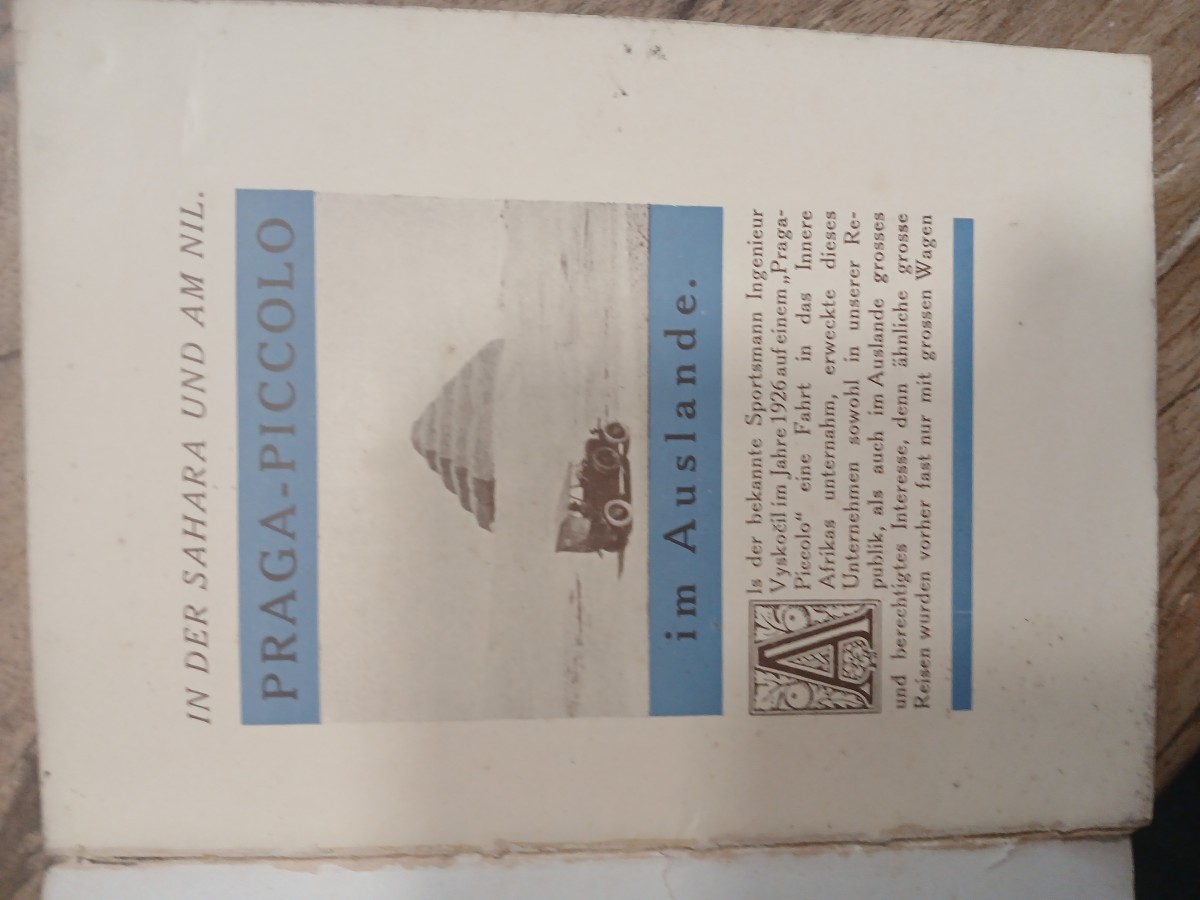 IN DER SAHARA UND AM NIL.
PRAGA-PICCOLO
im Auslande.
Als der bekannte Sportsmann Ingenieur
Vyskočil im Jahre 1926 auf einem „Praga-
Piccolo“ eine Fahrt in das Innere
Afrikas unternahm, erweckte dieses
Unternehmen sowohl in unserer Re-
publik, als auch im Auslande grosses
und berechtigtes Interesse, denn ähnliche grosse
Reisen wurden vorher fast nur mit grossen Wagen